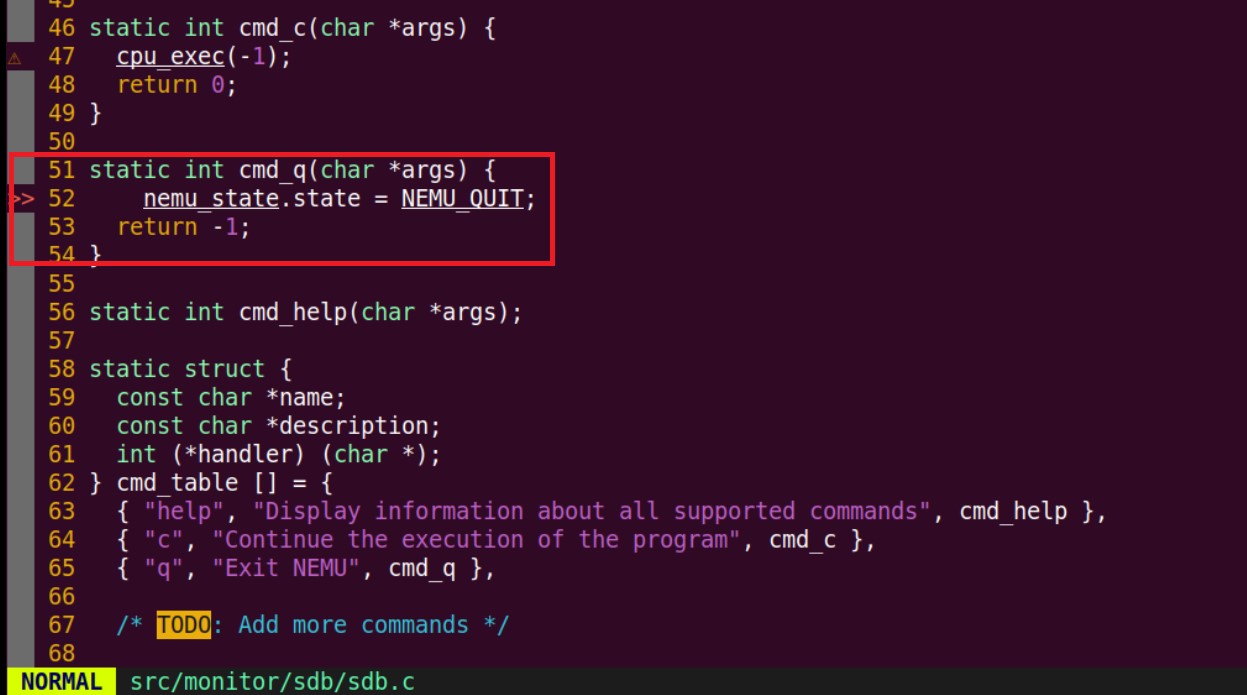 45
46 static int cmd_c(char *args) {
⚠ 47   cpu_exec(-1);
48   return 0;
49 }
50
51 static int cmd_q(char *args) {
>> 52     nemu_state.state = NEMU_QUIT;
53   return -1;
54 }
55
56 static int cmd_help(char *args);
57
58 static struct {
59   const char *name;
60   const char *description;
61   int (*handler) (char *);
62 } cmd_table [] = {
63   { "help", "Display information about all supported commands", cmd_help },
64   { "c", "Continue the execution of the program", cmd_c },
65   { "q", "Exit NEMU", cmd_q },
66
67   /* TODO: Add more commands */
68
NORMAL src/monitor/sdb/sdb.c